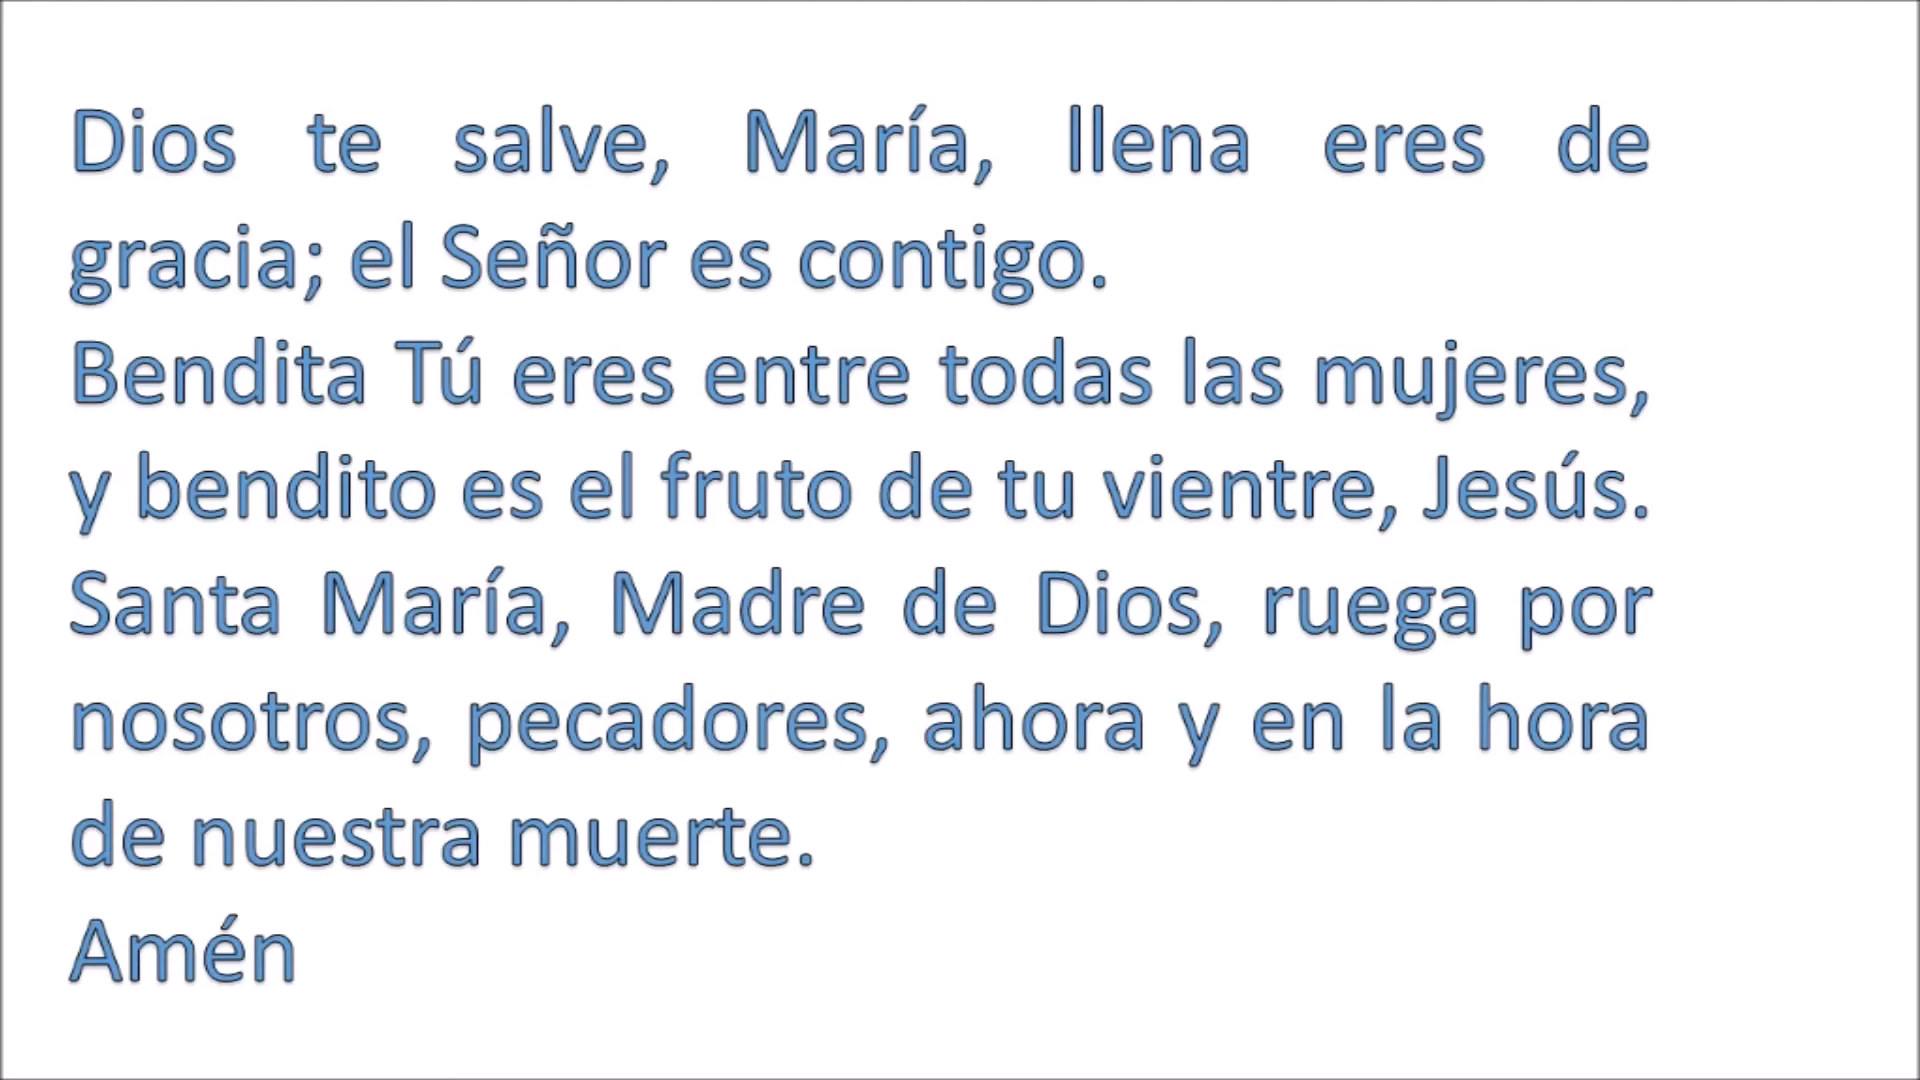 Dios te salve, María, llena eres de
gracia; el Señor es contigo.
Bendita Tú eres entre todas las mujeres,
y bendito es el fruto de tu vientre, Jesús.
Santa María, Madre de Dios, ruega por
nosotros, pecadores, ahora y en la hora
de nuestra muerte.
Amén